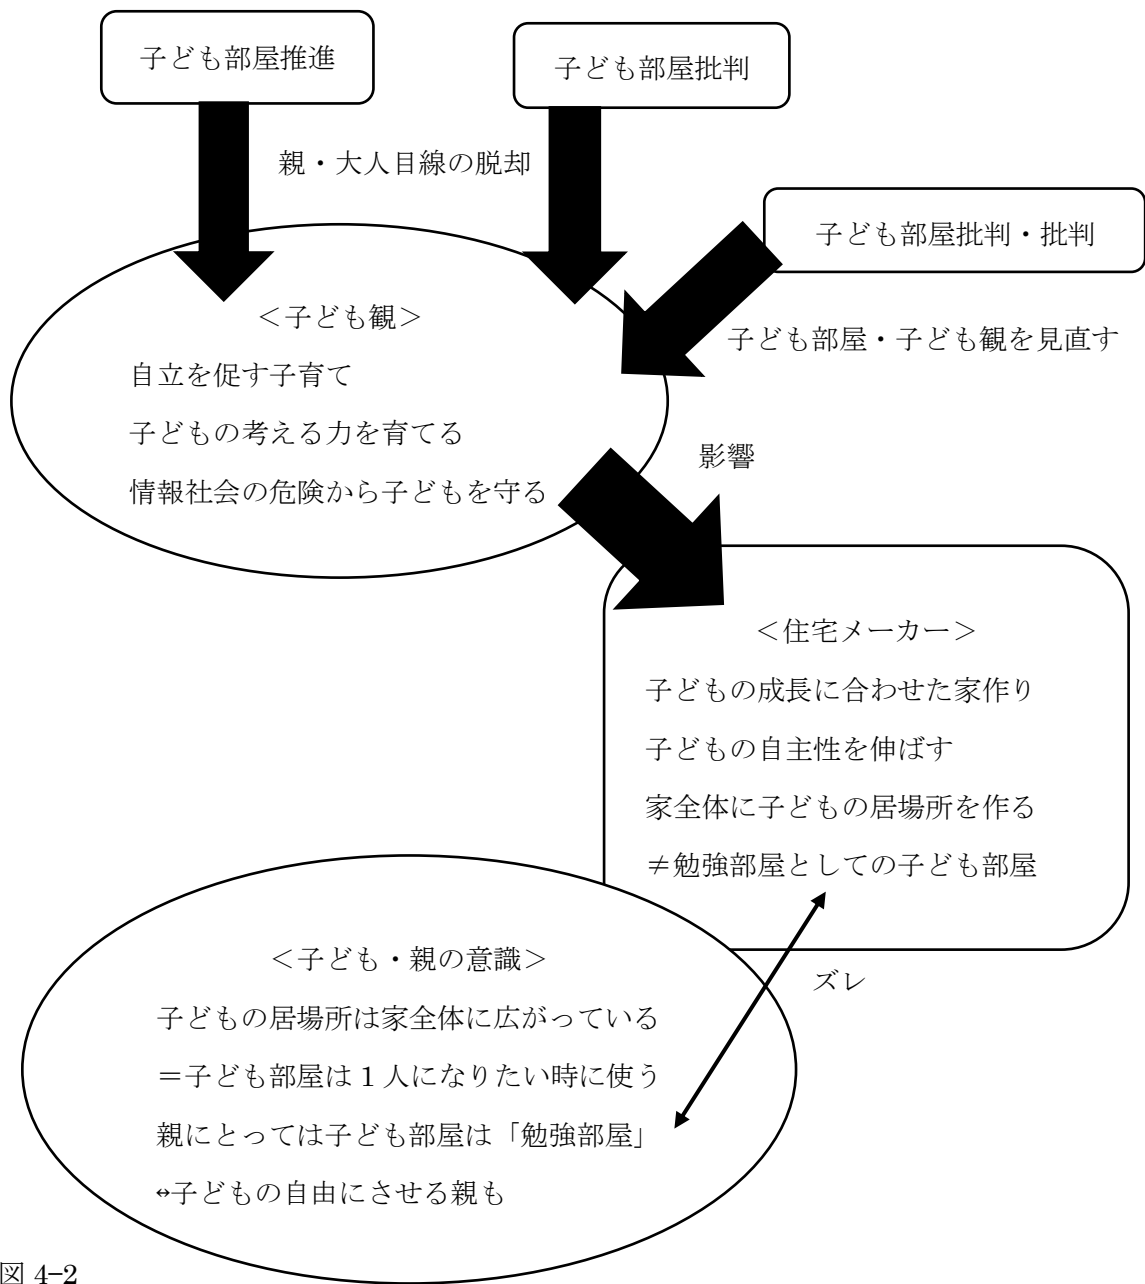 子ども部屋推進
子ども部屋批判
親・大人目線の脱却
子ども部屋批判・批判
子ども部屋・子ども観を見直す
＜子ども観＞
自立を促す子育て
子どもの考える力を育てる
情報社会の危険から子どもを守る
影響
＜住宅メーカー＞
子どもの成長に合わせた家作り
子どもの自主性を伸ばす
家全体に子どもの居場所を作る
≠勉強部屋としての子ども部屋
ズレ
＜子ども・親の意識＞
子どもの居場所は家全体に広がっている
＝子ども部屋は 1 人になりたい時に使う
親にとっては子ども部屋は「勉強部屋」
↔子どもの自由にさせる親も
図 4-2